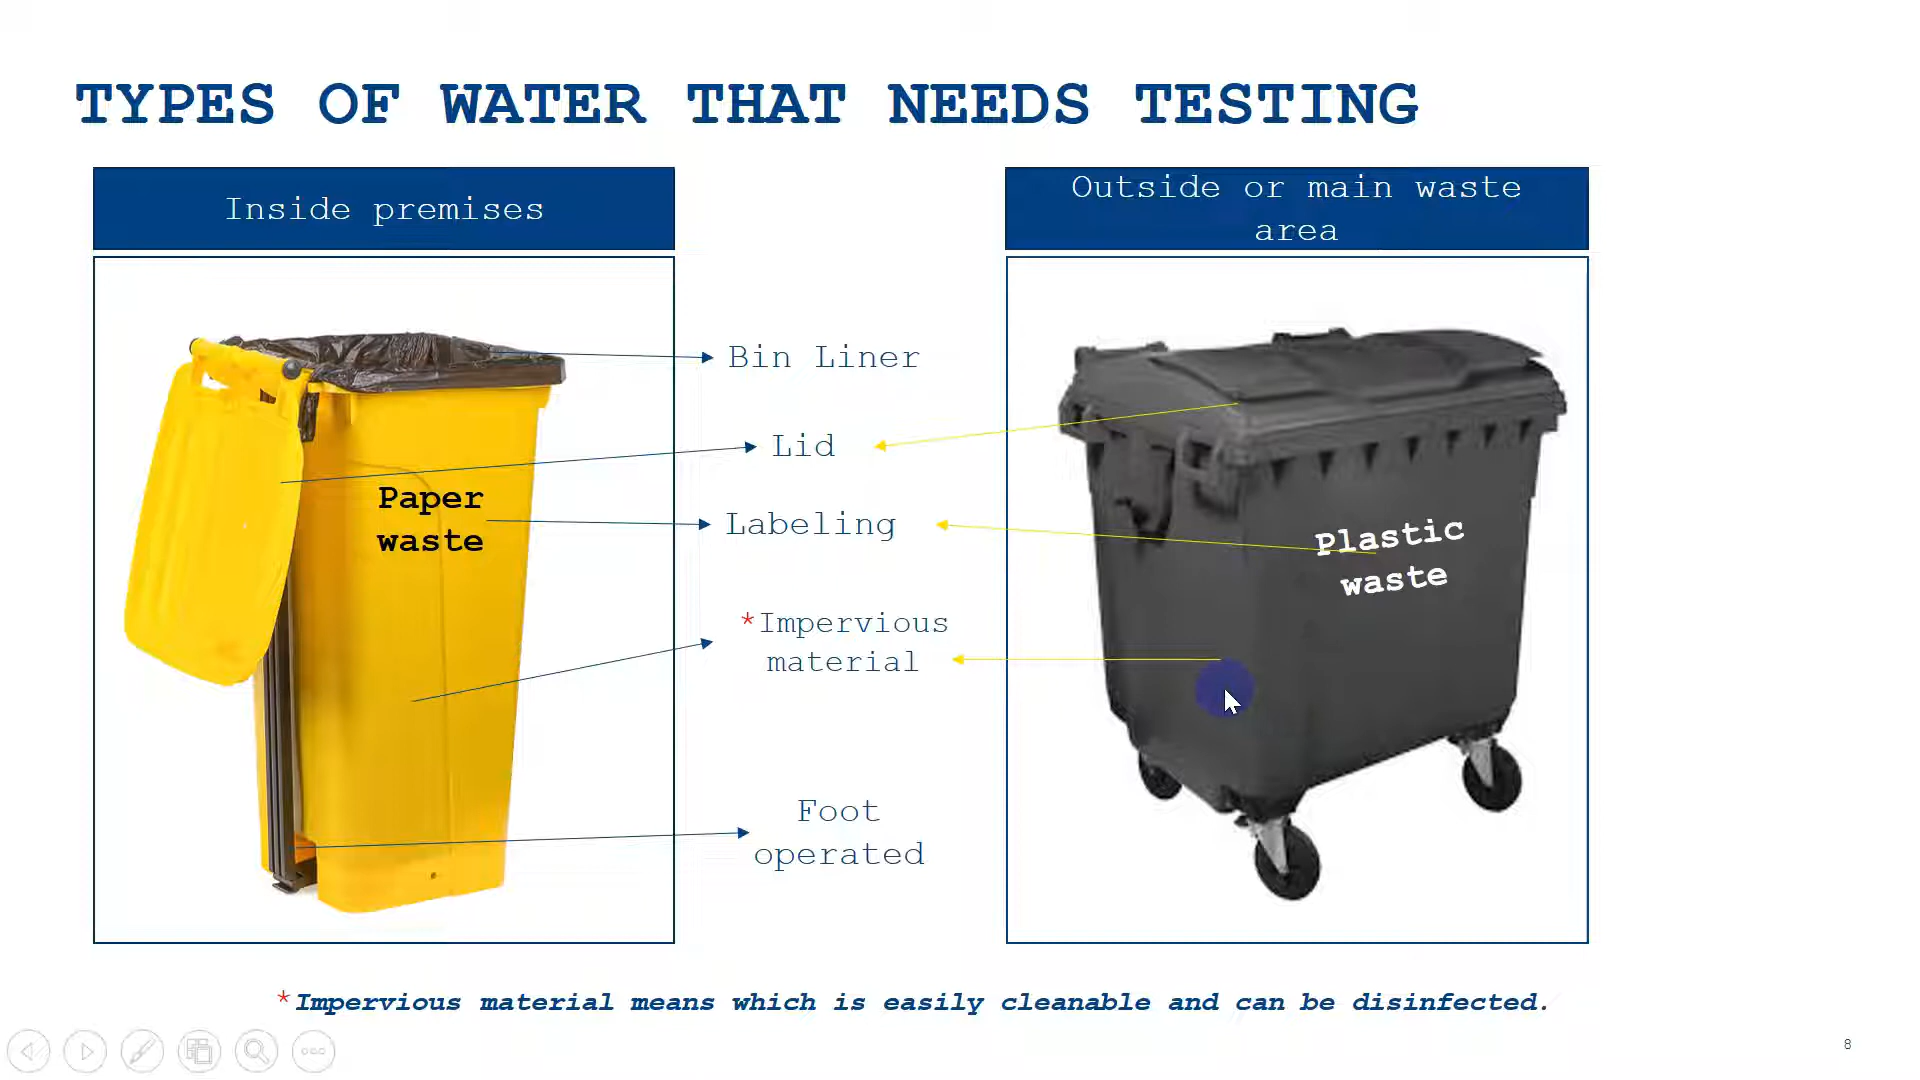 TYPES OF WATER THAT NEEDS TESTING
Inside premises
Outside or main waste
area
Bin Liner
Lid
Paper
waste
Labeling
Plastic
waste
*Impervious
material
Foot
operated
*Impervious material means which is easily cleanable and can be disinfected.
8